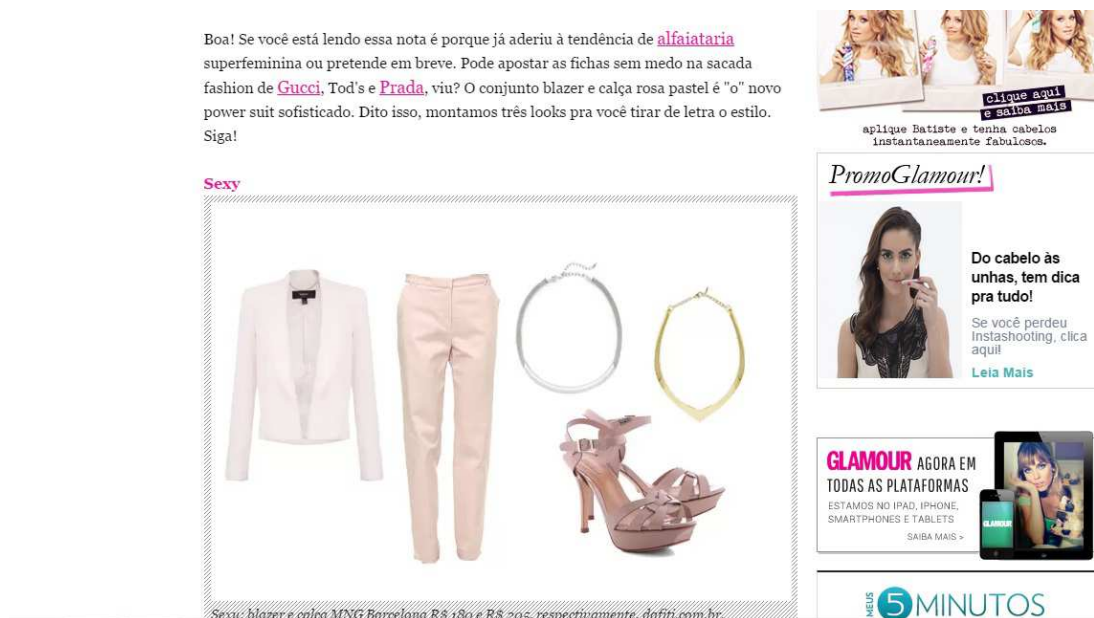 Boa! Se você está lendo essa nota é porque já aderiu à tendência de alfaiataria
superfeminina ou pretende em breve. Pode apostar as fichas sem medo na sacada
fashion de Gucci, Tod's e Prada, viu? O conjunto blazer e calça rosa pastel é "o" novo
power suit sofisticado. Dito isso, montamos três looks pra você tirar de letra o estilo.
Siga!
Sexy
Sexy: blazer e calça MNG Barcelona R$ 180 e R$ 205, respectivamente, dafiti.com.br.
clique aqui
e saiba mais
aplique Batiste e tenha cabelos
instantaneamente fabulosos.
PromoGlamour!
Do cabelo às
unhas, tem dica
pra tudo!
Se você perdeu
Instashooting, clica
aqui!
Leia Mais
GLAMOUR AGORA EM
TODAS AS PLATAFORMAS
ESTAMOS NO IPAD, IPHONE,
SMARTPHONES E TABLETS
SAIBA MAIS >
GLAMOUR
MEUS
5 MINUTOS